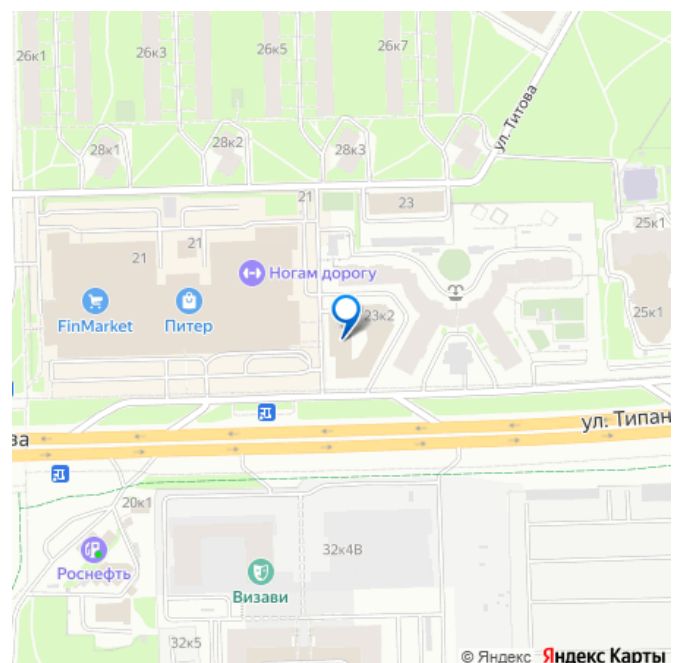 26к1
26к3
26к5
26к7
ул. Титова
28к1
28к2
28к3
21
23
25к1
21
21
Ногам дорогу
FinMarket
Питер
23к2
25к1
ул. Типан
ва
20к1
Роснефть
32к4В
Визави
32к5
© Яндекс Яндекс Карты